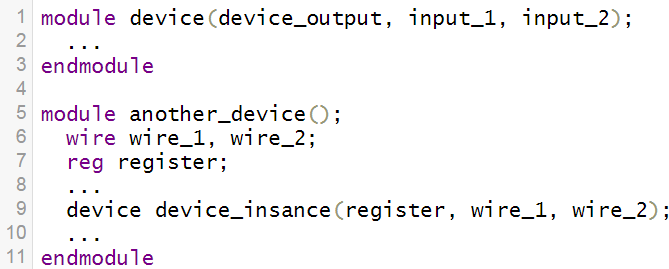 1 module device(device_output, input_1, input_2);
2   ...
3 endmodule
4
5 module another_device();
6   wire wire_1, wire_2;
7   reg register;
8   ...
9   device device_insance(register, wire_1, wire_2);
10   ...
11 endmodule